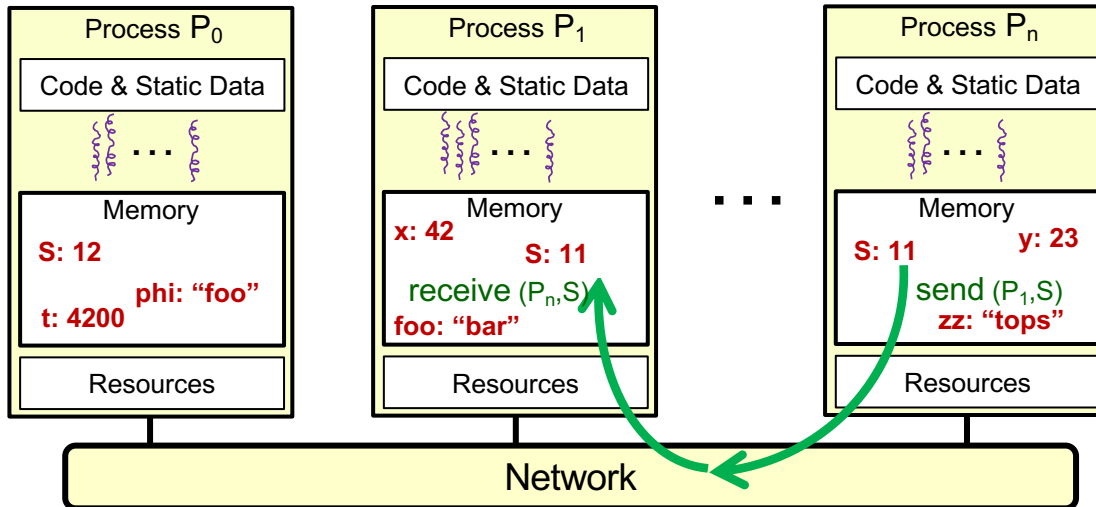 Process P₀
Code & Static Data
. . .
Memory
S: 12
phi: “foo”
t: 4200
Resources
Process P₁
Code & Static Data
. . .
Memory
x: 42
S: 11
receive (Pₙ,S)
foo: “bar”
Resources
. . .
Process Pₙ
Code & Static Data
. . .
Memory
y: 23
S: 11
send (P₁,S)
zz: “tops”
Resources
Network